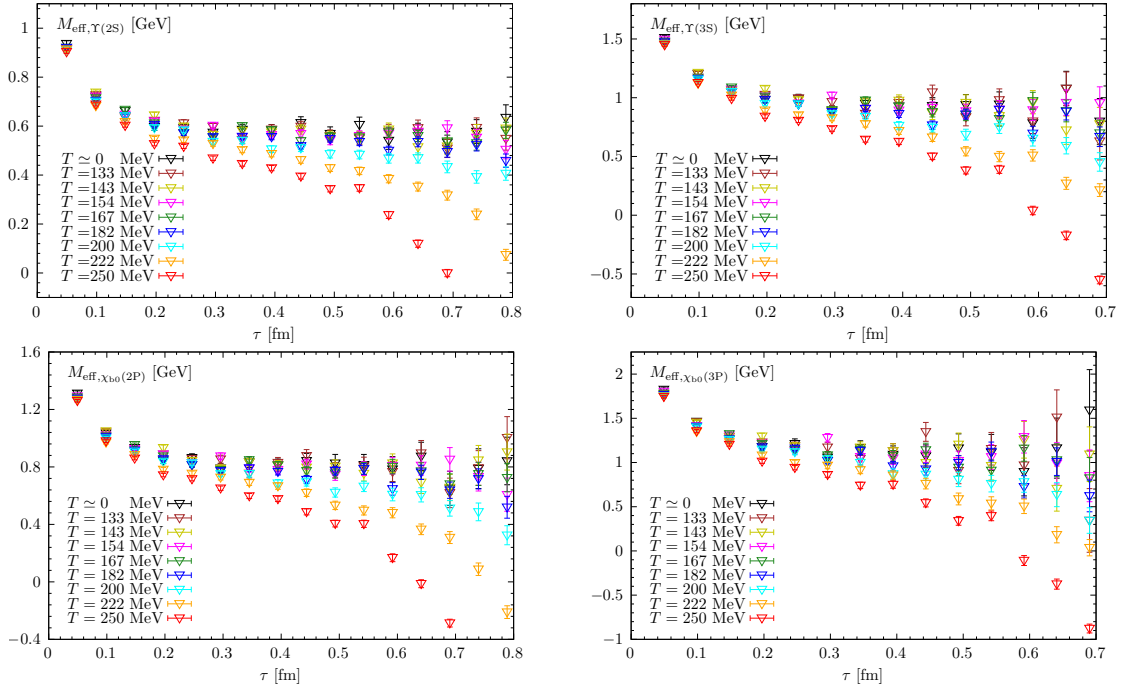 M_eff,Υ(2S) [GeV]
1
0.8
0.6
0.4
0.2
0
T ≃ 0 MeV
T =133 MeV
T =143 MeV
T =154 MeV
T =167 MeV
T =182 MeV
T =200 MeV
T =222 MeV
T =250 MeV
0 0.1 0.2 0.3 0.4 0.5 0.6 0.7 0.8
τ [fm]
M_eff,Υ(3S) [GeV]
1.5
1
0.5
0
−0.5
T ≃ 0 MeV
T =133 MeV
T =143 MeV
T =154 MeV
T =167 MeV
T =182 MeV
T =200 MeV
T =222 MeV
T =250 MeV
0 0.1 0.2 0.3 0.4 0.5 0.6 0.7
τ [fm]
M_eff,χb0(2P) [GeV]
1.6
1.2
0.8
0.4
0
−0.4
T ≃ 0 MeV
T = 133 MeV
T = 143 MeV
T = 154 MeV
T = 167 MeV
T = 182 MeV
T = 200 MeV
T = 222 MeV
T = 250 MeV
0 0.1 0.2 0.3 0.4 0.5 0.6 0.7 0.8
τ [fm]
M_eff,χb0(3P) [GeV]
2
1.5
1
0.5
0
−0.5
−1
T ≃ 0 MeV
T = 133 MeV
T = 143 MeV
T = 154 MeV
T = 167 MeV
T = 182 MeV
T = 200 MeV
T = 222 MeV
T = 250 MeV
0 0.1 0.2 0.3 0.4 0.5 0.6 0.7
τ [fm]